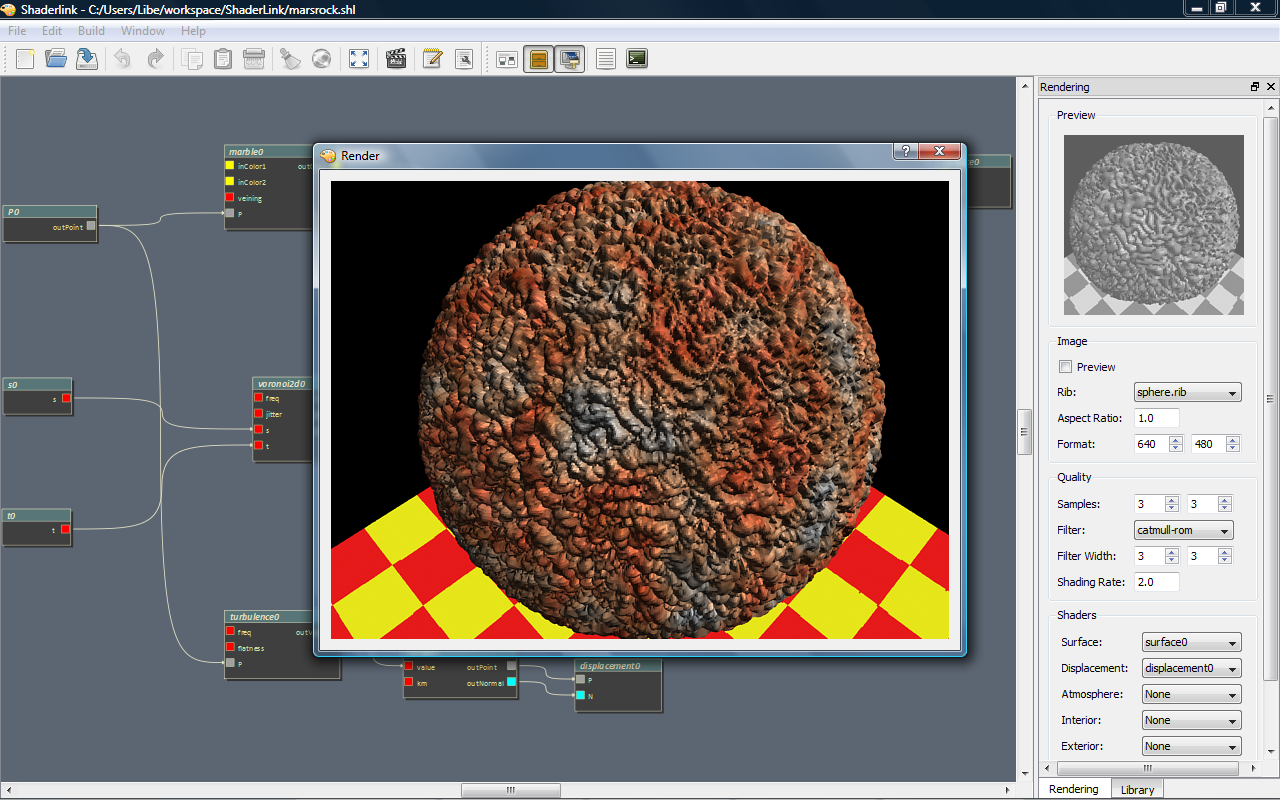 Shaderlink - C:/Users/Libe/workspace/ShaderLink/marsrock.shl
File Edit Build Window Help
Rendering
Preview
marble0
inColor1
inColor2
veining
P
P0
outPoint
s0
s
voronoi2d0
freq
jitter
s
t
t0
t
turbulence0
freq
flatness
P
value outPoint
km outNormal
displacement0
P
N
Render
Image
Preview
Rib: sphere.rib
Aspect Ratio: 1.0
Format: 640 480
Quality
Samples: 3 3
Filter: catmull-rom
Filter Width: 3 3
Shading Rate: 2.0
Shaders
Surface: surface0
Displacement: displacement0
Atmosphere: None
Interior: None
Exterior: None
Rendering Library